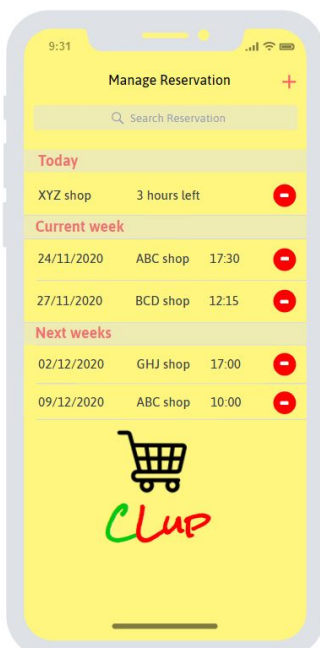 9:31
Manage Reservation +
Search Reservation
Today
XYZ shop 3 hours left
Current week
24/11/2020 ABC shop 17:30
27/11/2020 BCD shop 12:15
Next weeks
02/12/2020 GHJ shop 17:00
09/12/2020 ABC shop 10:00
CLup